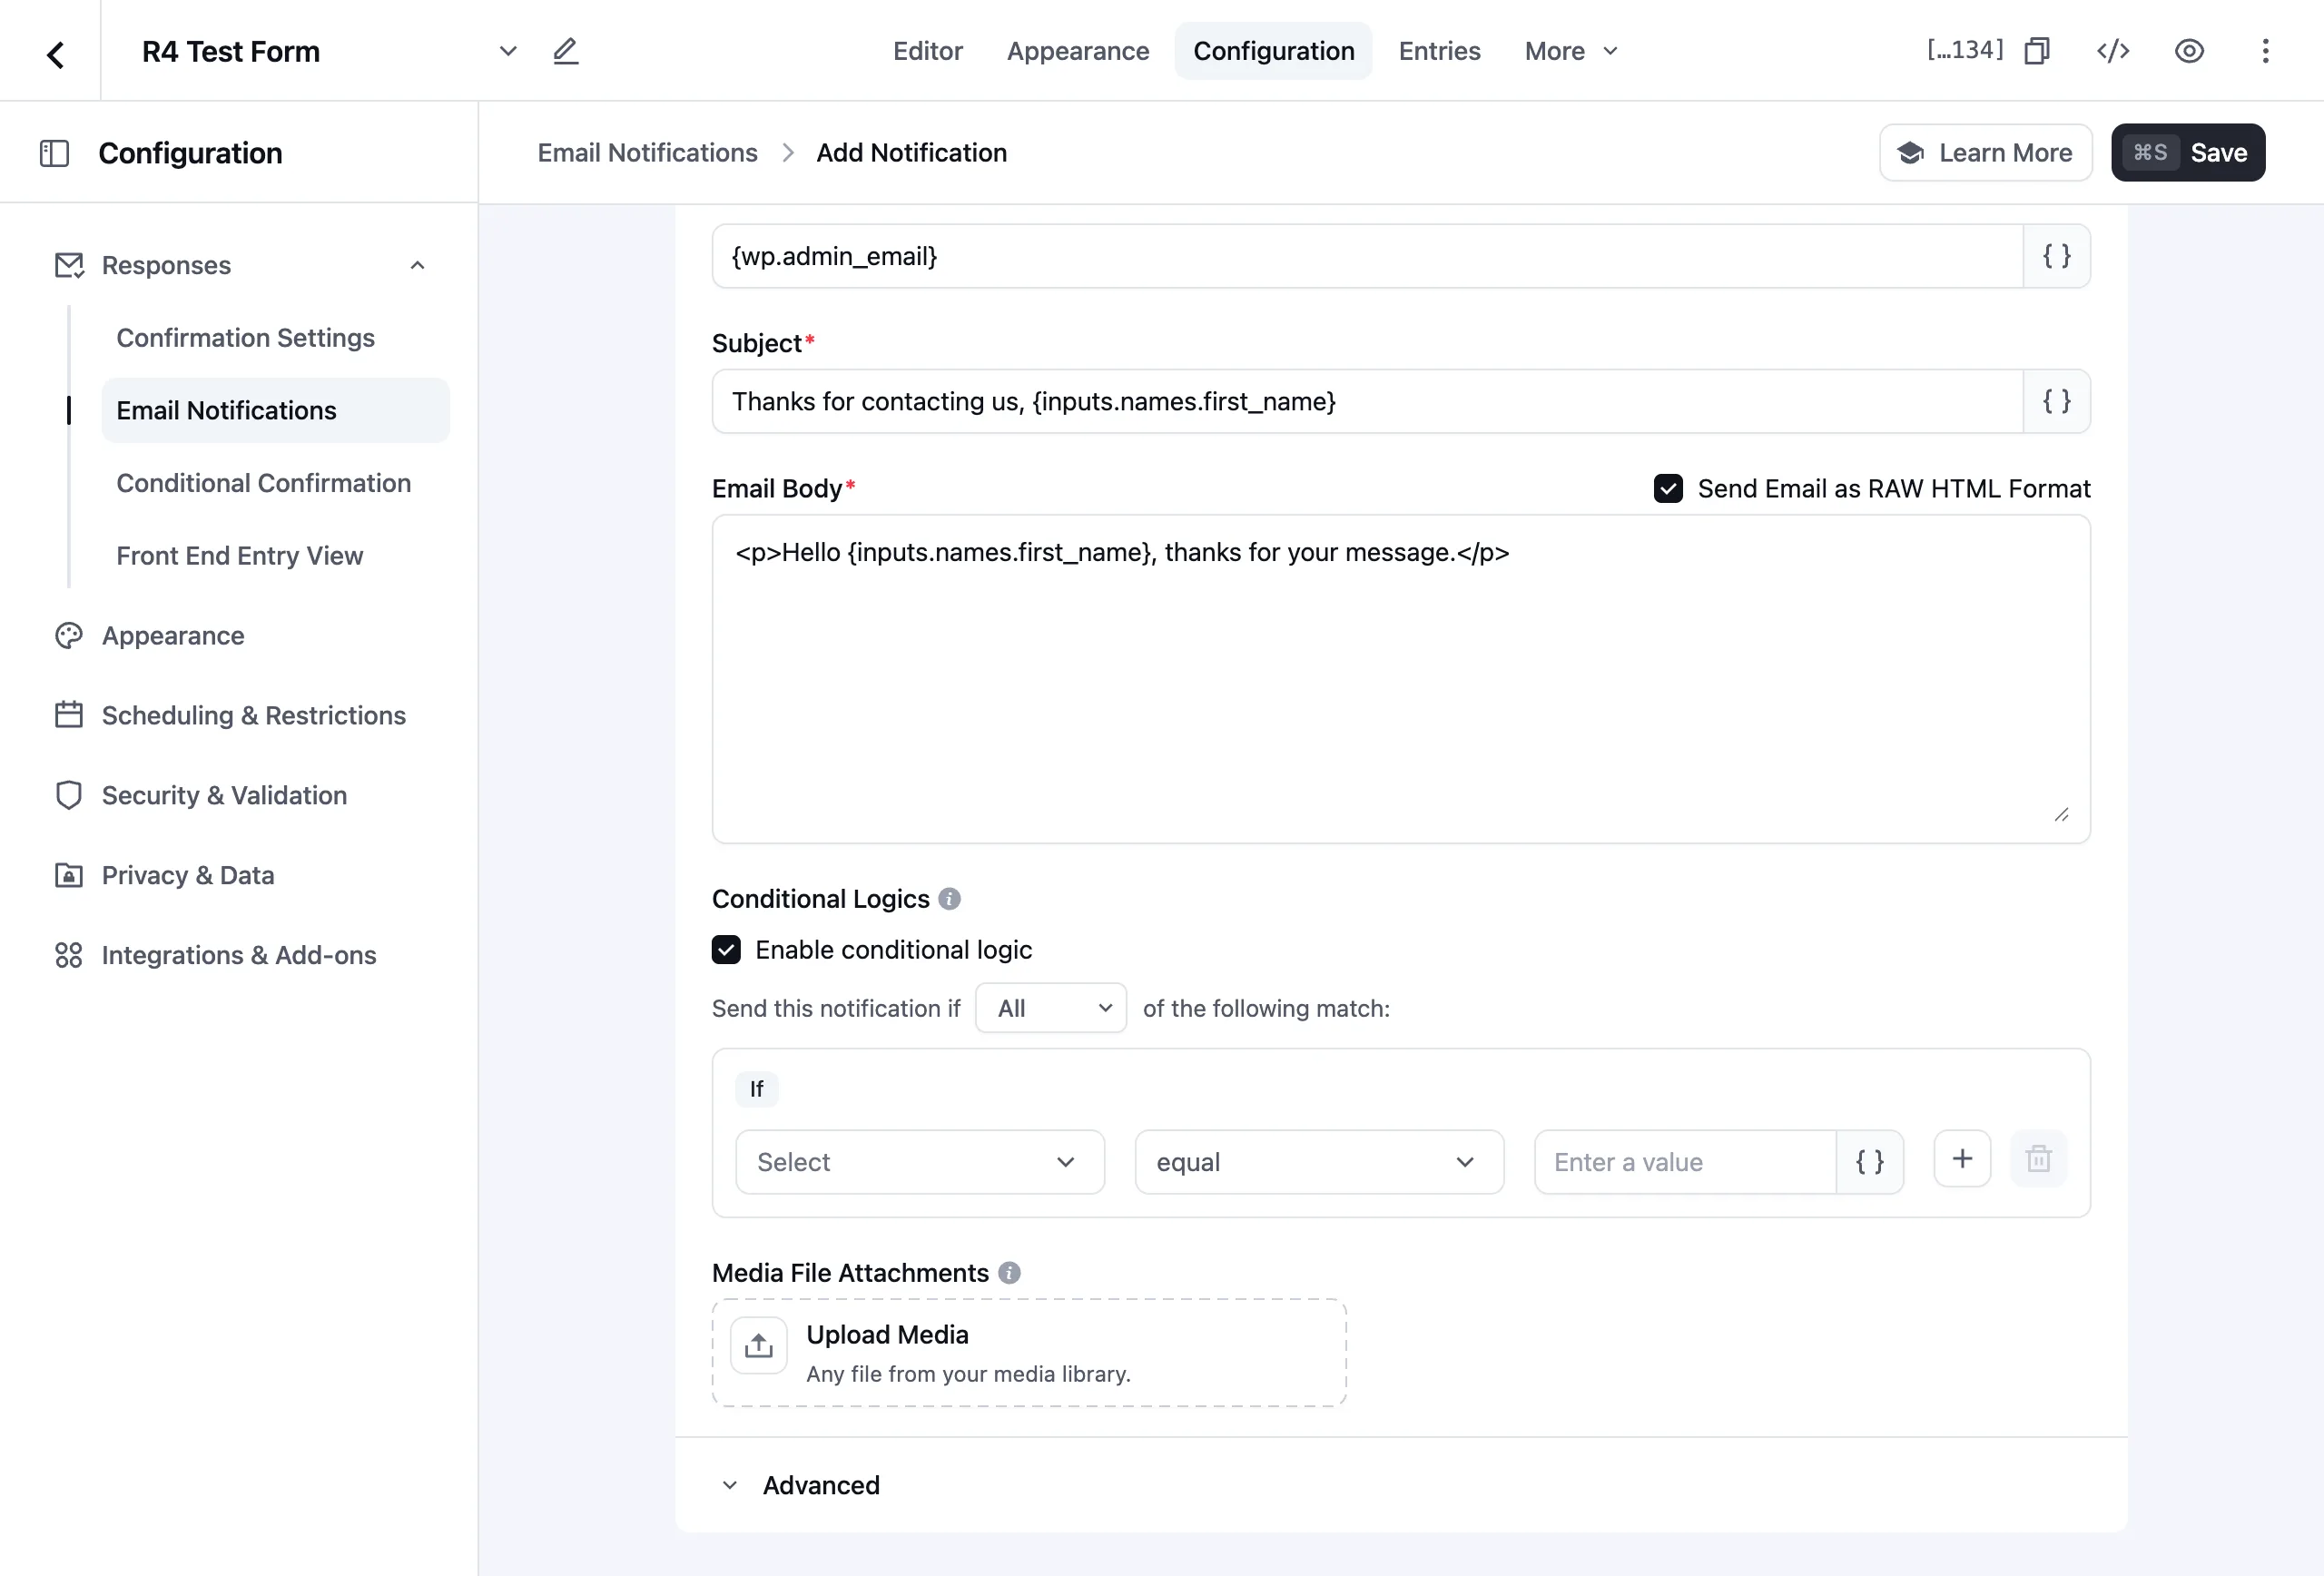 R4 Test Form
Editor Appearance Configuration Entries More
[...134]
Configuration
Email Notifications > Add Notification
Learn More
⌘S Save
Responses
Confirmation Settings
Email Notifications
Conditional Confirmation
Front End Entry View
Appearance
Scheduling & Restrictions
Security & Validation
Privacy & Data
Integrations & Add-ons
{wp.admin_email}
{ }
Subject*
Thanks for contacting us, {inputs.names.first_name}
{ }
Email Body*
Send Email as RAW HTML Format
<p>Hello {inputs.names.first_name}, thanks for your message.</p>
Conditional Logics
Enable conditional logic
Send this notification if All of the following match:
If
Select equal Enter a value { } +
Media File Attachments
Upload Media
Any file from your media library.
Advanced